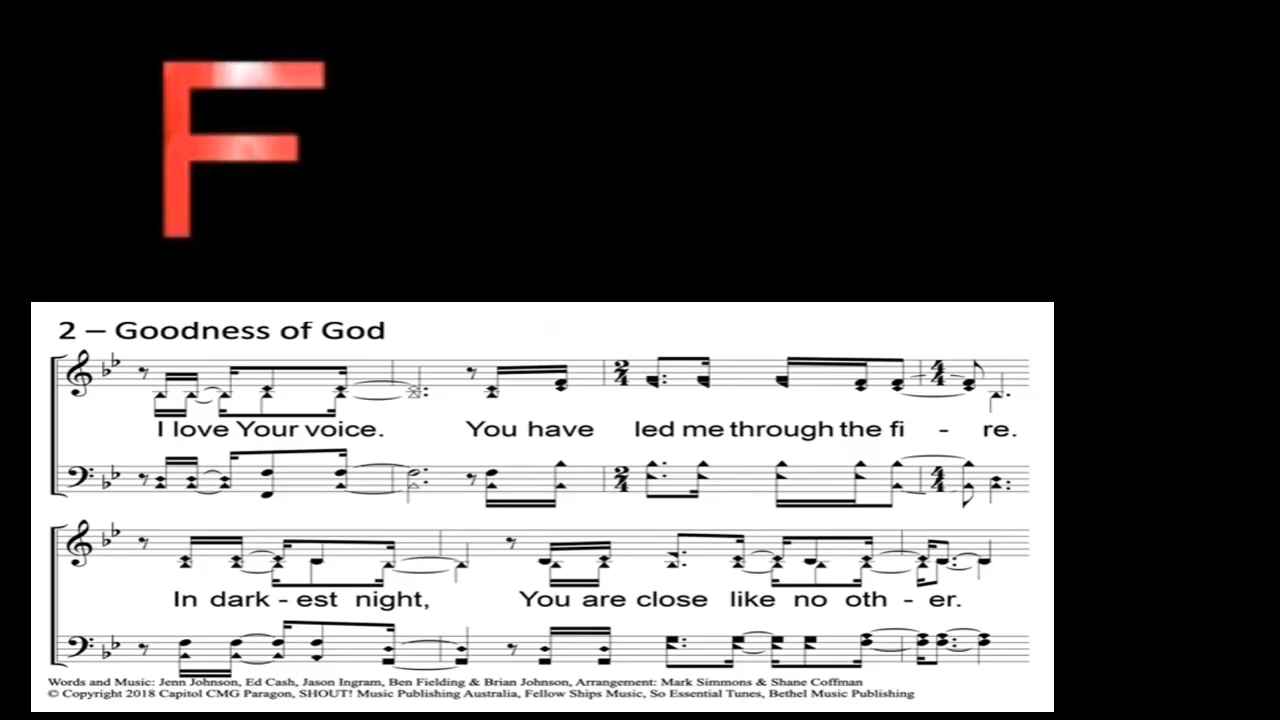 F
2 – Goodness of God
I love Your voice. You have led me through the fi - re.
In dark - est night, You are close like no oth - er.
Words and Music: Jenn Johnson, Ed Cash, Jason Ingram, Ben Fielding & Brian Johnson, Arrangement: Mark Simmons & Shane Coffman
© Copyright 2018 Capitol CMG Paragon, SHOUT! Music Publishing Australia, Fellow Ships Music, So Essential Tunes, Bethel Music Publishing